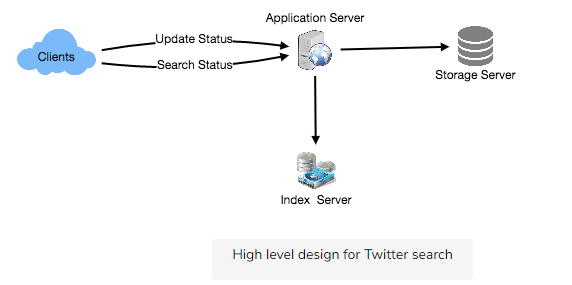 Application Server
Update Status
Clients
Search Status
Storage Server
Index Server
High level design for Twitter search